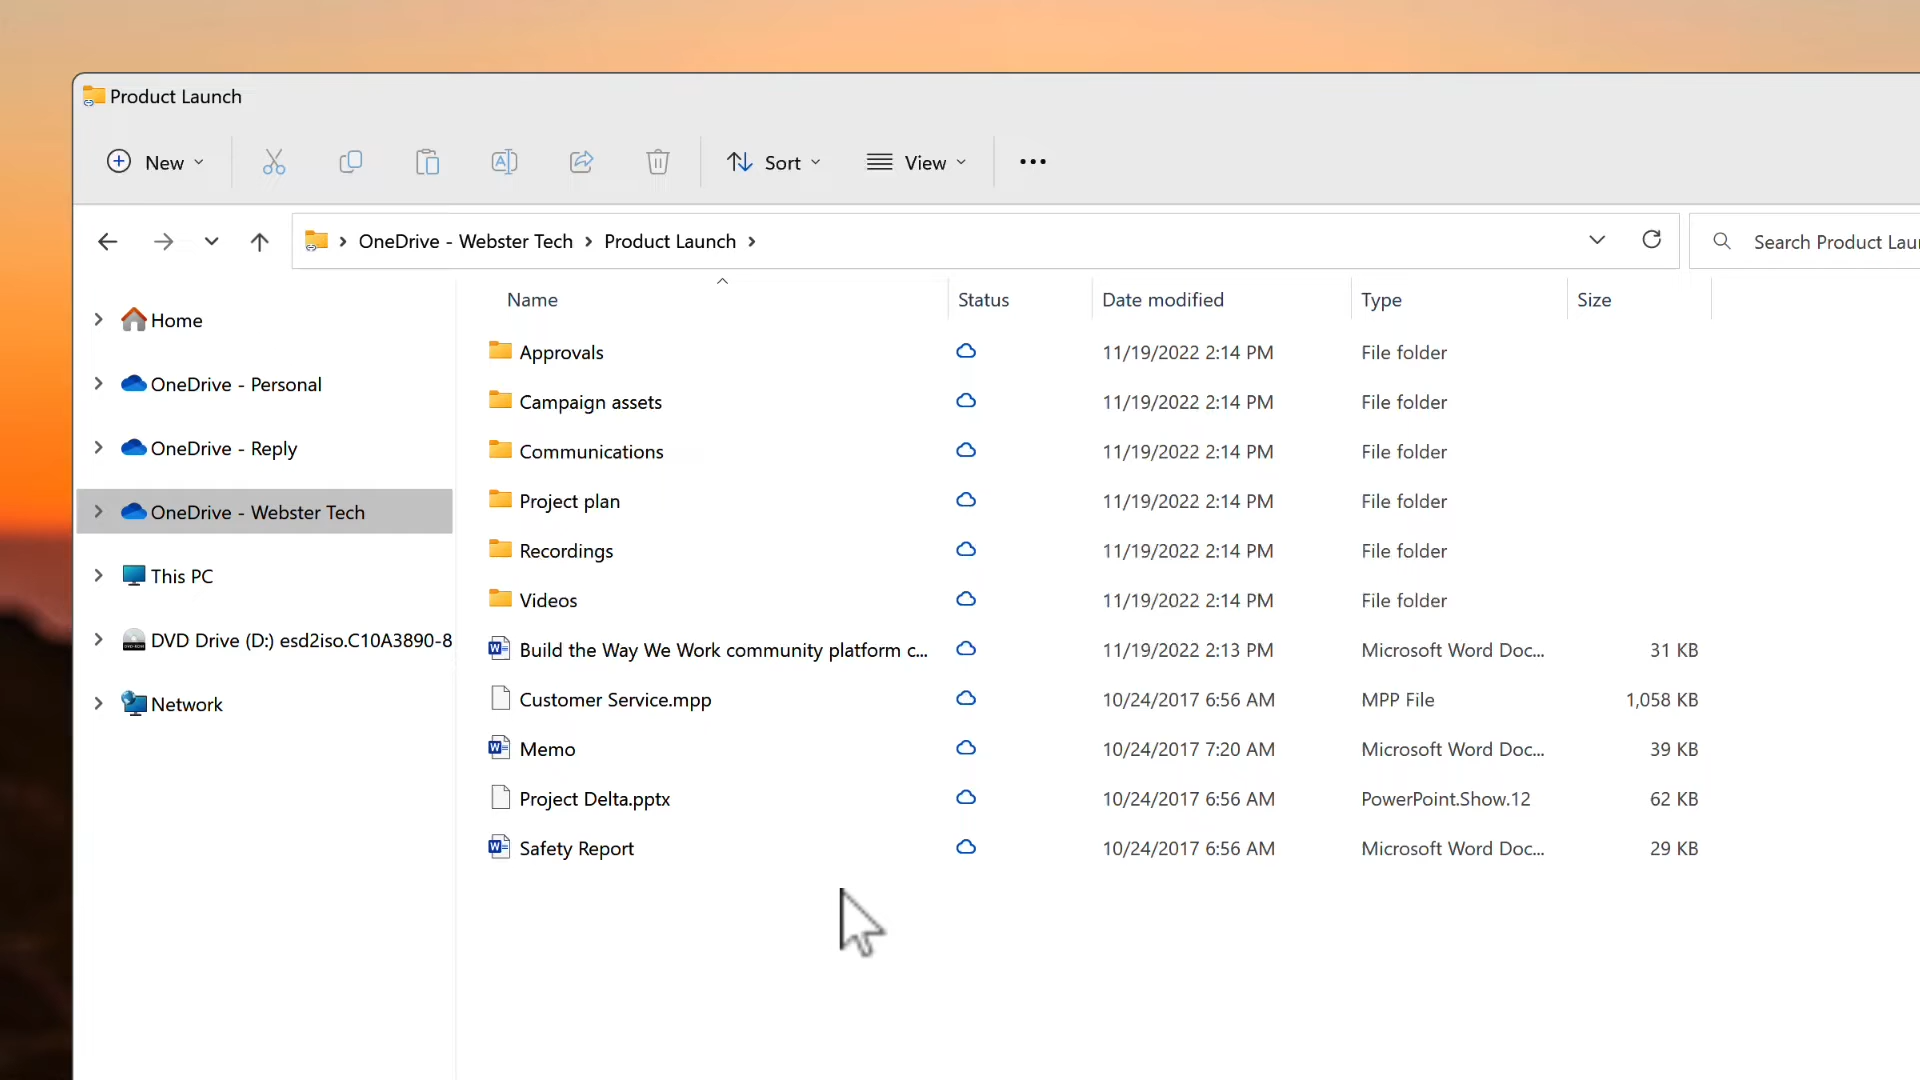 Product Launch
New
Sort
View
OneDrive - Webster Tech
Product Launch
Search Product Lau
Name
Status
Date modified
Type
Size
Home
OneDrive - Personal
OneDrive - Reply
OneDrive - Webster Tech
This PC
DVD Drive (D:) esd2iso.C10A3890-8
Network
Approvals 11/19/2022 2:14 PM File folder
Campaign assets 11/19/2022 2:14 PM File folder
Communications 11/19/2022 2:14 PM File folder
Project plan 11/19/2022 2:14 PM File folder
Recordings 11/19/2022 2:14 PM File folder
Videos 11/19/2022 2:14 PM File folder
Build the Way We Work community platform c... 11/19/2022 2:13 PM Microsoft Word Doc... 31 KB
Customer Service.mpp 10/24/2017 6:56 AM MPP File 1,058 KB
Memo 10/24/2017 7:20 AM Microsoft Word Doc... 39 KB
Project Delta.pptx 10/24/2017 6:56 AM PowerPoint.Show.12 62 KB
Safety Report 10/24/2017 6:56 AM Microsoft Word Doc... 29 KB